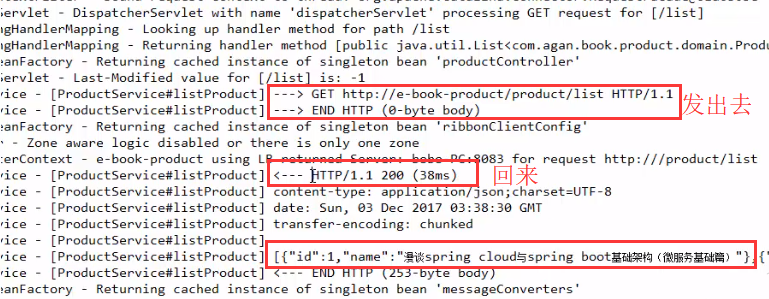 Servlet - DispatcherServlet with name 'dispatcherServlet' processing GET request for [/list]
ngHandlerMapping - Looking up handler method for path /list
ngHandlerMapping - Returning handler method [public java.util.List<com.agan.book.product.domain.Produ
eanFactory - Returning cached instance of singleton bean 'productController'
Servlet - Last-Modified value for [/list] is: -1
vice - [ProductService#listProduct] ---> GET http://e-book-product/product/list HTTP/1.1
vice - [ProductService#listProduct] ---> END HTTP (0-byte body)
发出去
eanFactory - Returning cached instance of singleton bean 'ribbonClientConfig'
r - Zone aware logic disabled or there is only one zone
terContext - e-book-product using LB returned Server: bobo-PC:8083 for request http:///product/list
vice - [ProductService#listProduct] <--- HTTP/1.1 200 (38ms)
回来
vice - [ProductService#listProduct] content-type: application/json;charset=UTF-8
vice - [ProductService#listProduct] date: Sun, 03 Dec 2017 03:38:30 GMT
vice - [ProductService#listProduct] transfer-encoding: chunked
vice - [ProductService#listProduct]
vice - [ProductService#listProduct] [{"id":1,"name":"漫谈spring cloud与spring boot基础架构（微服务基础篇）"},{"
vice - [ProductService#listProduct] <--- END HTTP (253-byte body)
eanFactory - Returning cached instance of singleton bean 'messageConverters'